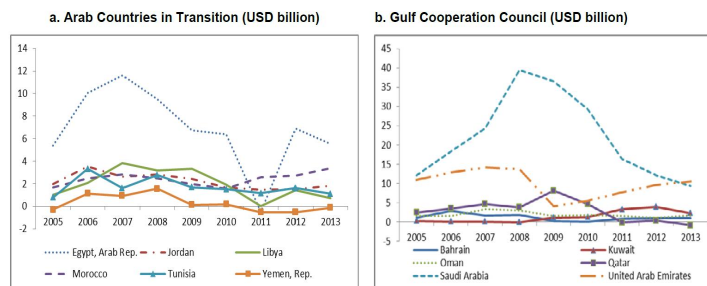 a. Arab Countries in Transition (USD billion)
14
12
10
8
6
4
2
0
-2
2005 2006 2007 2008 2009 2010 2011 2012 2013
Egypt, Arab Rep. Jordan Libya
Morocco Tunisia Yemen, Rep.
b. Gulf Cooperation Council (USD billion)
45
40
35
30
25
20
15
10
5
0
-5
2005 2006 2007 2008 2009 2010 2011 2012 2013
Bahrain Kuwait
Oman Qatar
Saudi Arabia United Arab Emirates